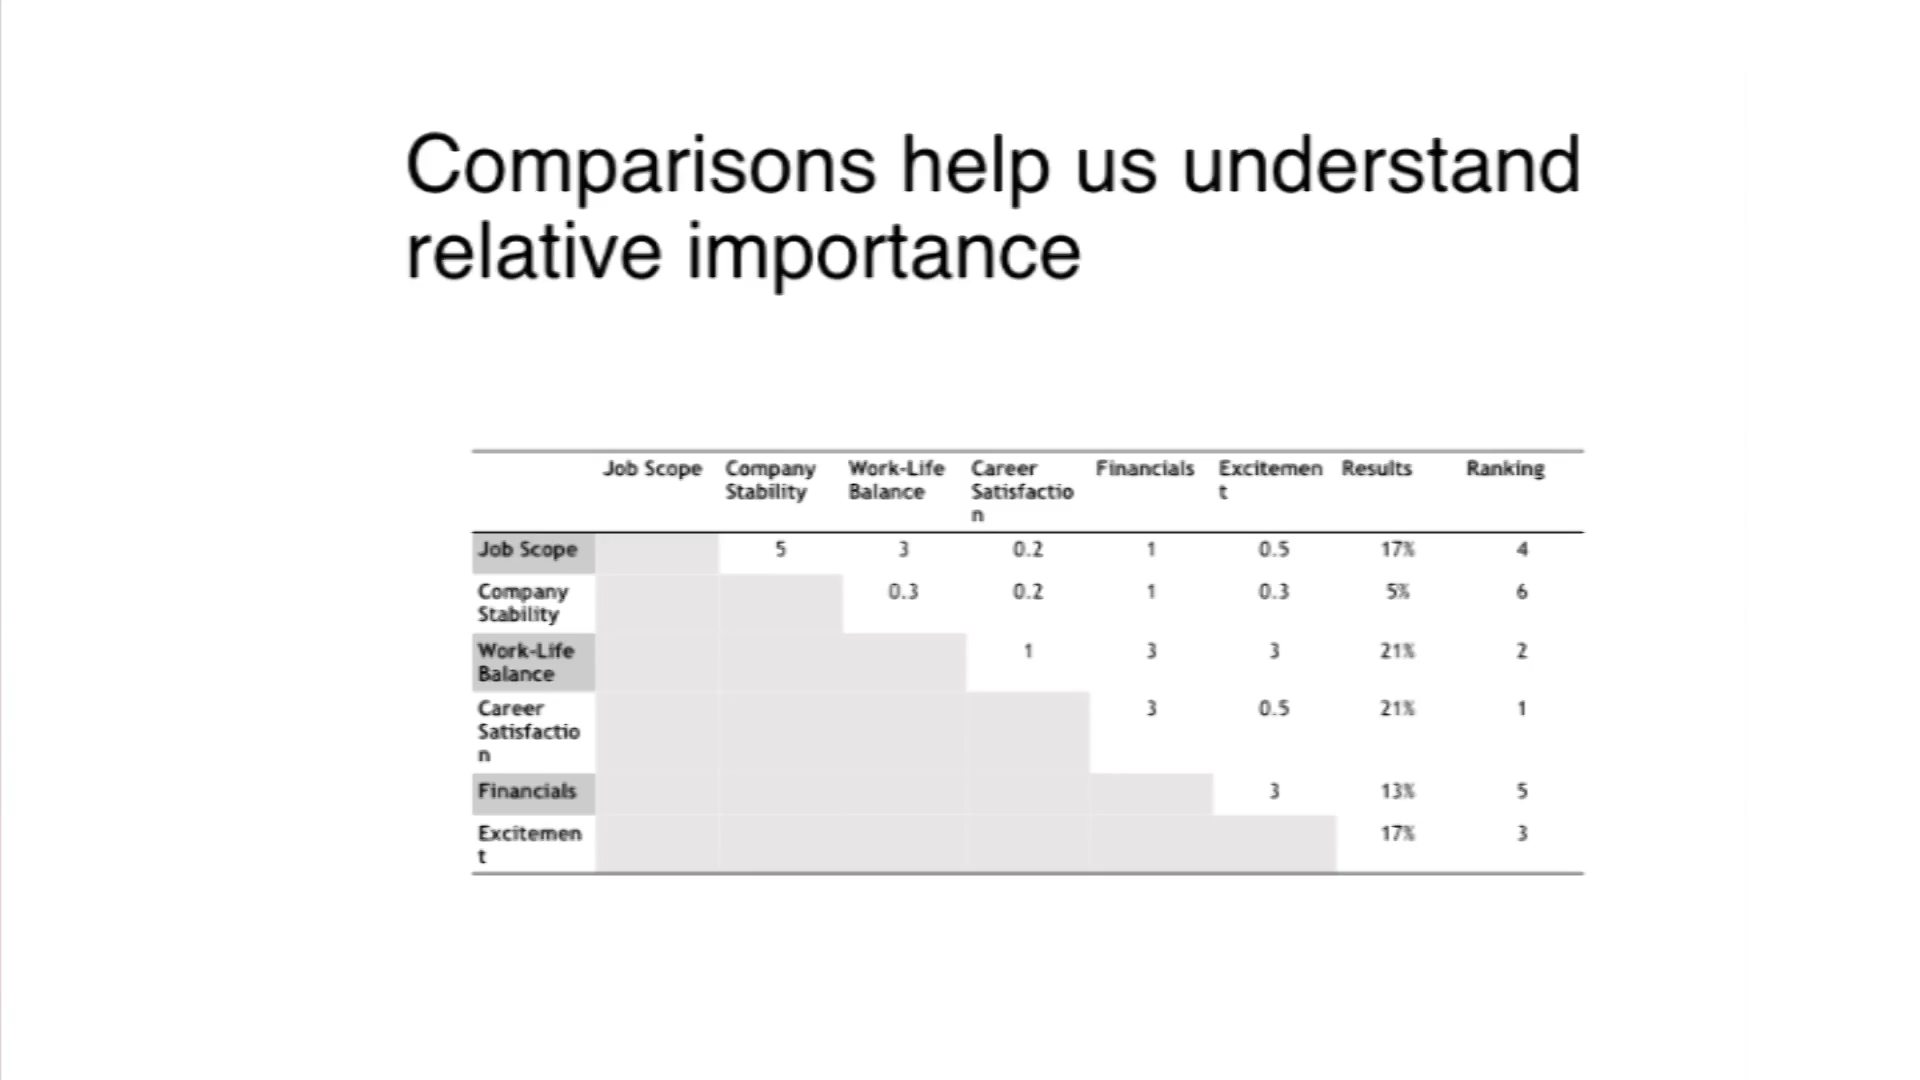 Comparisons help us understand
relative importance
Job Scope Company Stability Work-Life Balance Career Satisfactio n Financials Excitemen t Results Ranking
Job Scope 5 3 0.2 1 0.5 17% 4
Company Stability 0.3 0.2 1 0.3 5% 6
Work-Life Balance 1 3 3 21% 2
Career Satisfactio n 3 0.5 21% 1
Financials 3 13% 5
Excitemen t 17% 3